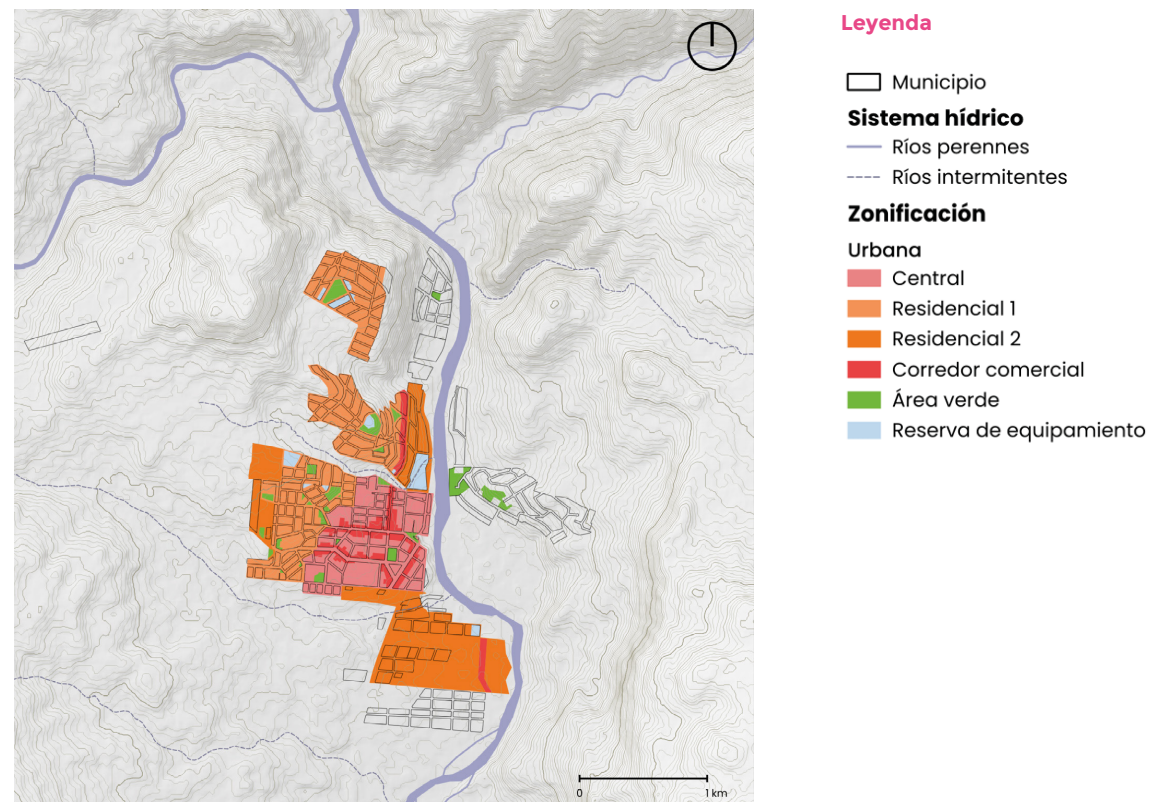 Leyenda
Municipio
Sistema hídrico
Ríos perennes
Ríos intermitentes
Zonificación
Urbana
Central
Residencial 1
Residencial 2
Corredor comercial
Área verde
Reserva de equipamiento
0 1 km